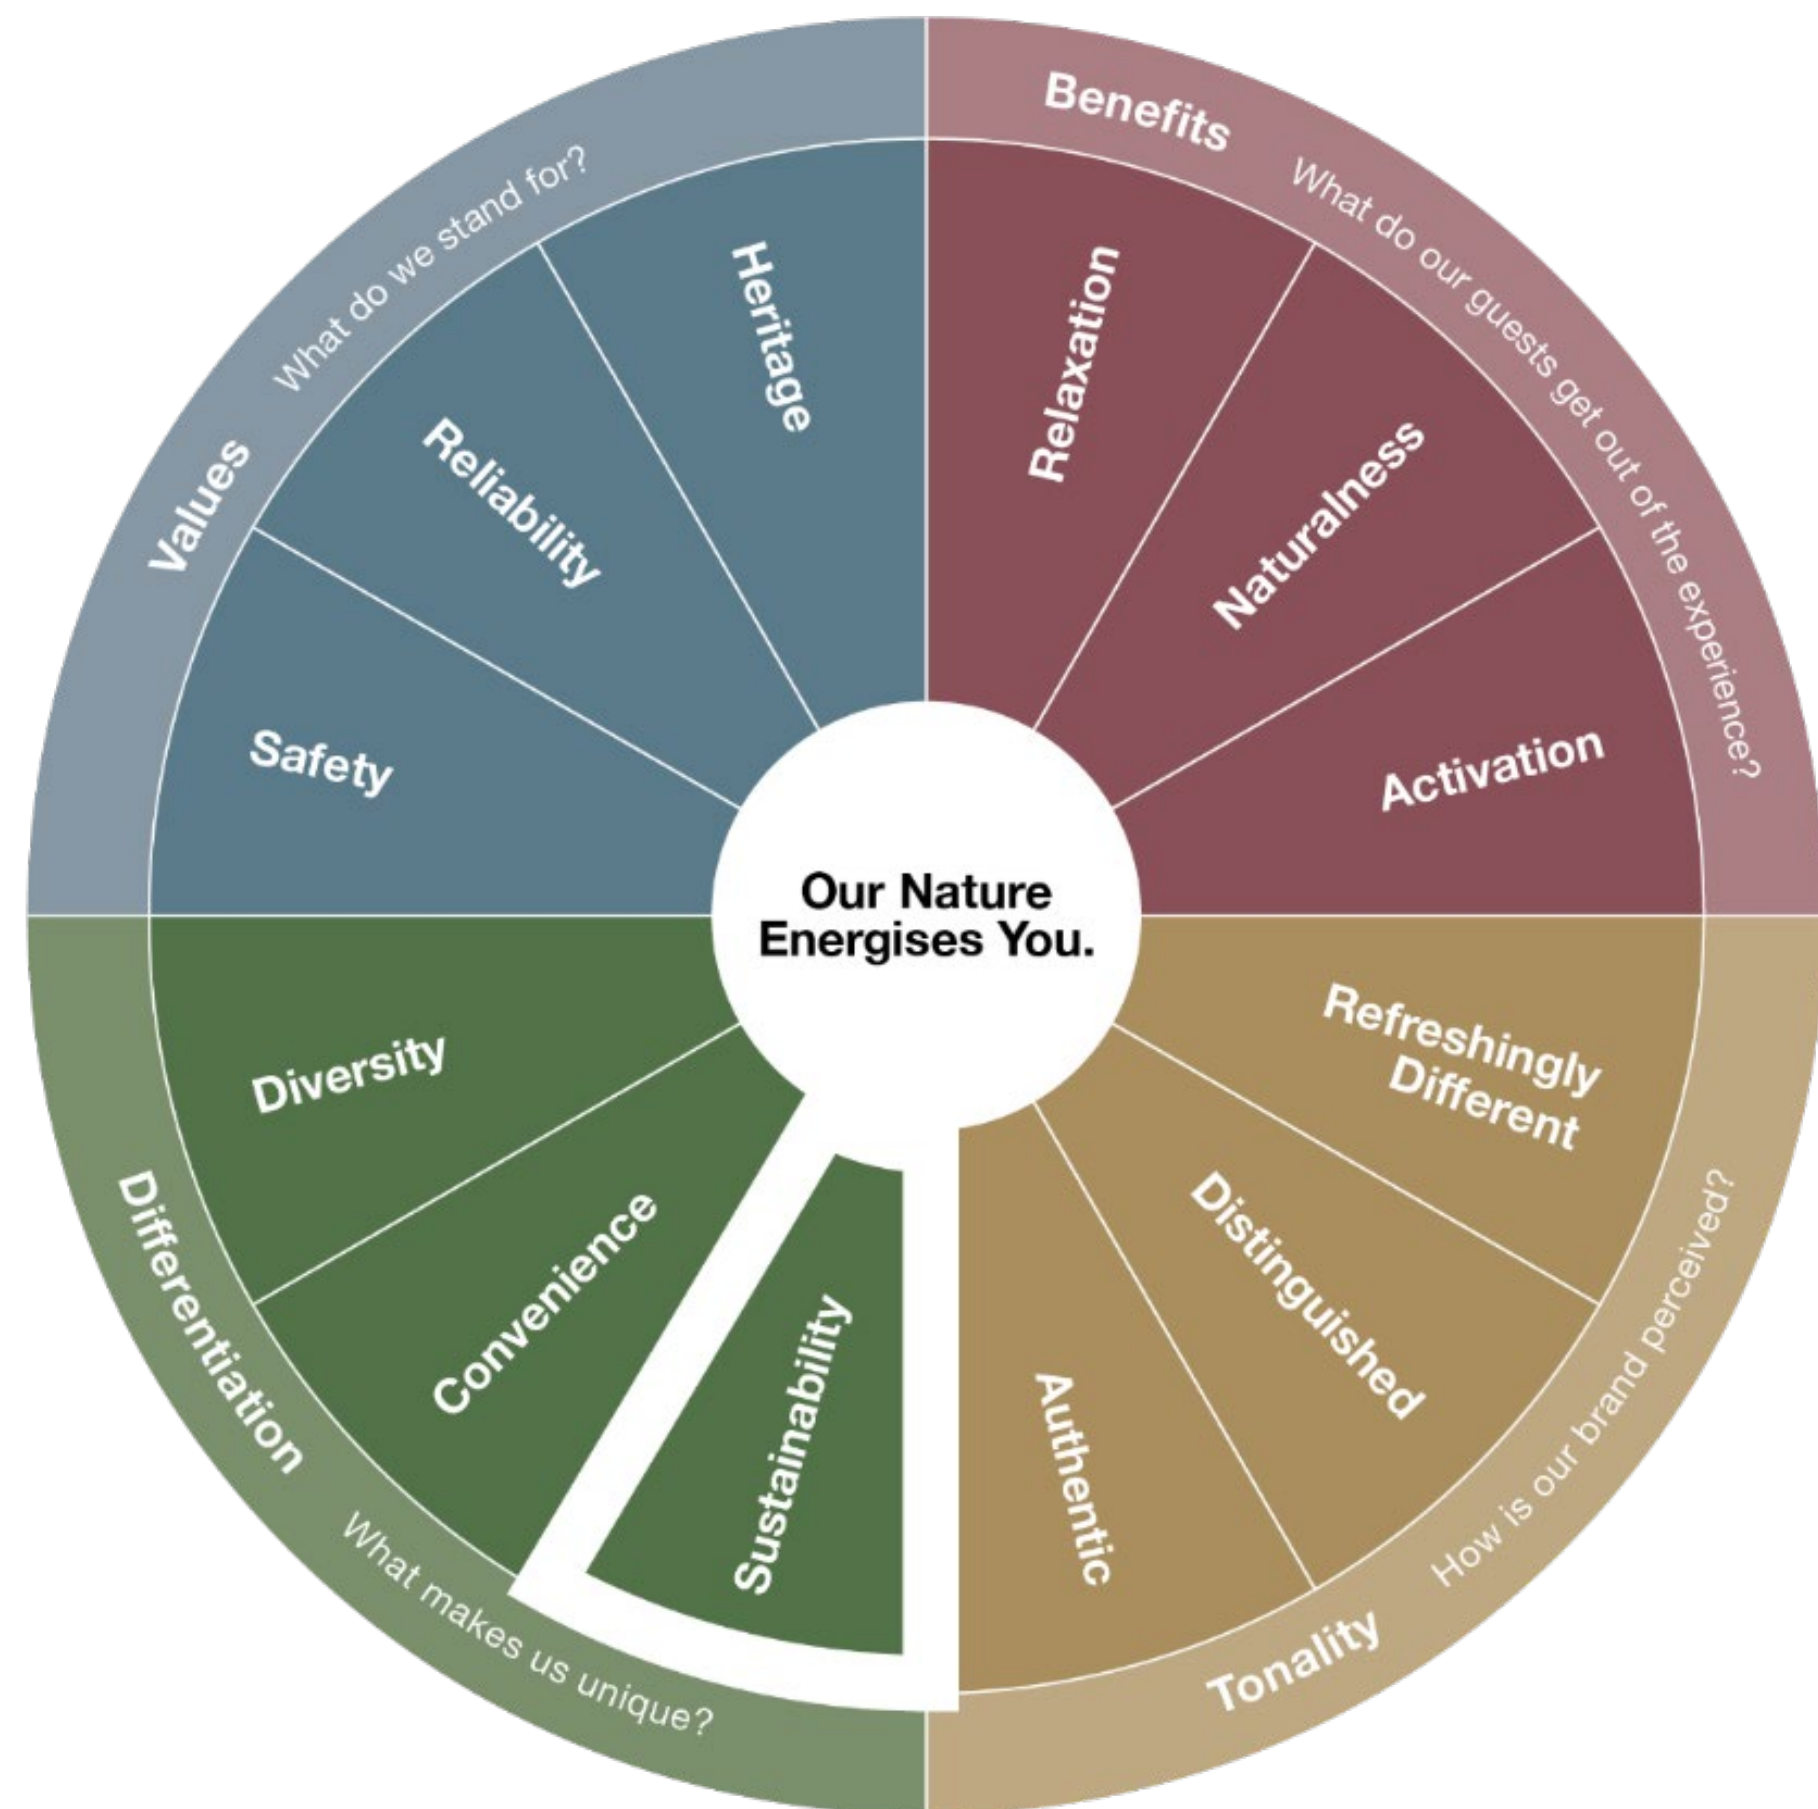 Values
What do we stand for?
Safety
Reliability
Heritage
Benefits
What do our guests get out of the experience?
Relaxation
Naturalness
Activation
Our Nature
Energises You.
Refreshingly
Different
Distinguished
Authentic
Tonality
How is our brand perceived?
Diversity
Convenience
Sustainability
Differentiation
What makes us unique?